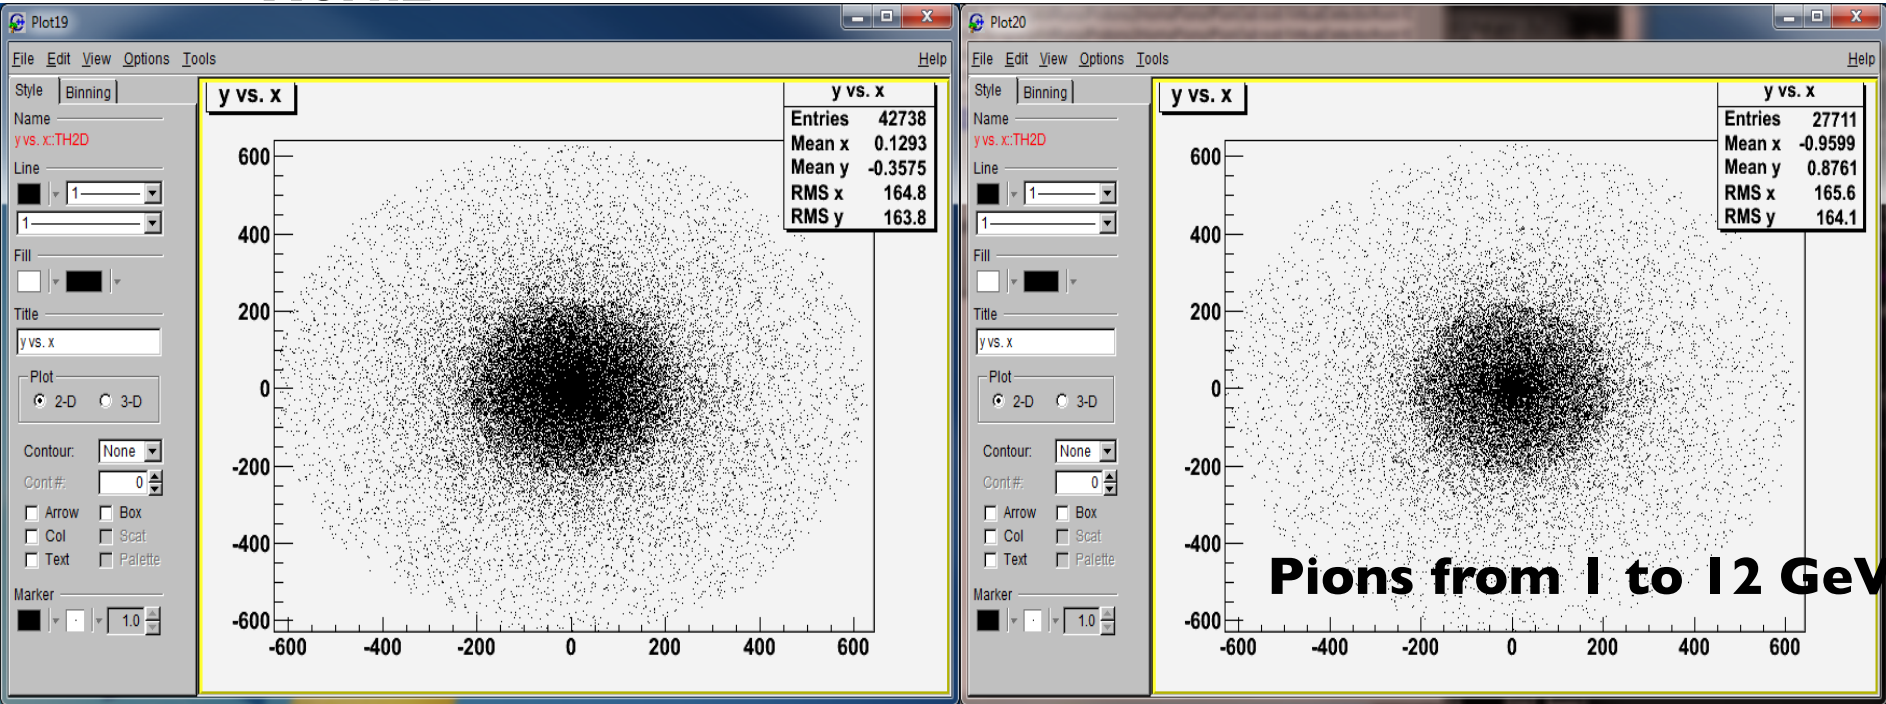 Plot19
File Edit View Options Tools Help
Style Binning
Name
y vs. x::TH2D
Line
1
1
Fill
Title
y vs. x
Plot
2-D 3-D
Contour: None
Cont #: 0
Arrow Box
Col Scat
Text Palette
Marker
1.0
y vs. x
y vs. x
Entries 42738
Mean x 0.1293
Mean y -0.3575
RMS x 164.8
RMS y 163.8
600
400
200
0
-200
-400
-600
-600 -400 -200 0 200 400 600
Plot20
File Edit View Options Tools Help
Style Binning
Name
y vs. x::TH2D
Line
1
1
Fill
Title
y vs. x
Plot
2-D 3-D
Contour: None
Cont #: 0
Arrow Box
Col Scat
Text Palette
Marker
1.0
y vs. x
y vs. x
Entries 27711
Mean x -0.9599
Mean y 0.8761
RMS x 165.6
RMS y 164.1
600
400
200
0
-200
-400
-600
-600 -400 -200 0 200 400 600
Pions from 1 to 12 GeV